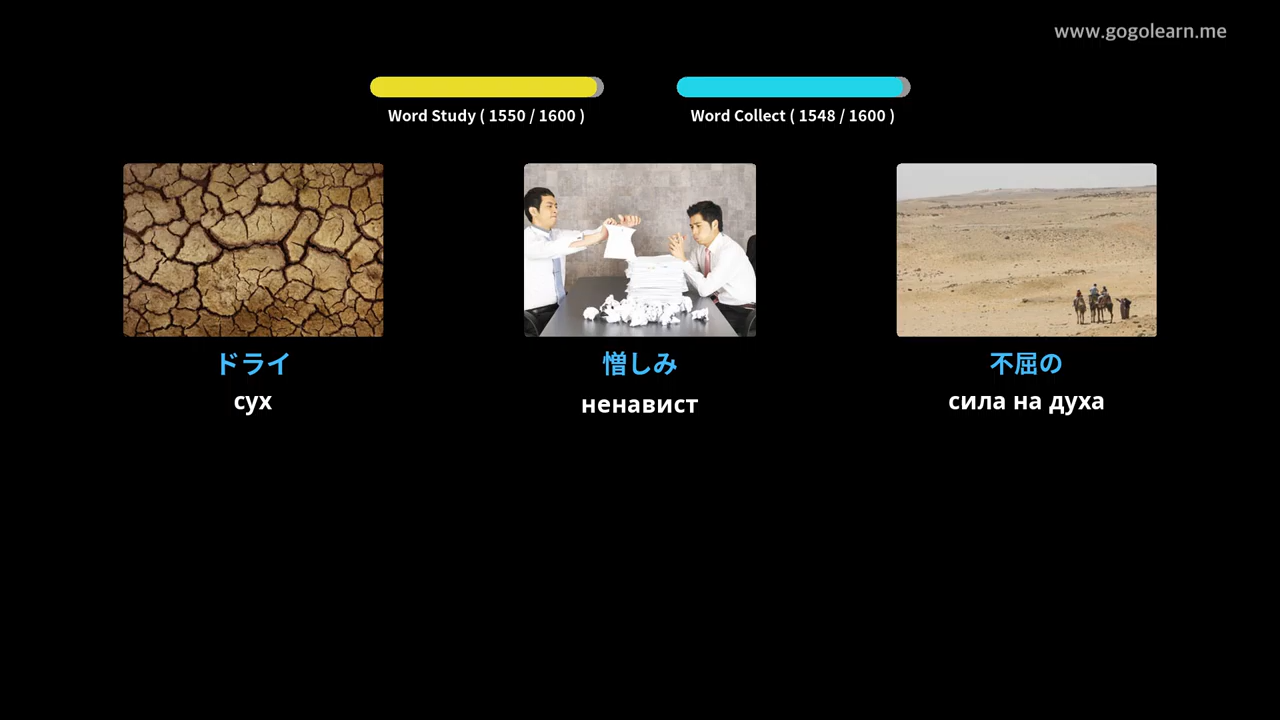 www.gogolearn.me
Word Study ( 1550 / 1600 )
Word Collect ( 1548 / 1600 )
ドライ
сух
憎しみ
ненавист
不屈の
сила на духа